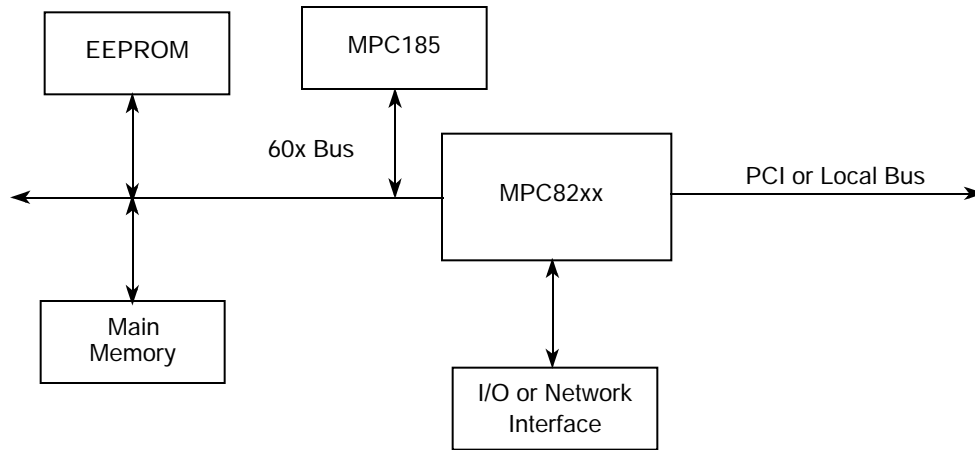 EEPROM
MPC185
60x Bus
MPC82xx
PCI or Local Bus
Main
Memory
I/O or Network
Interface